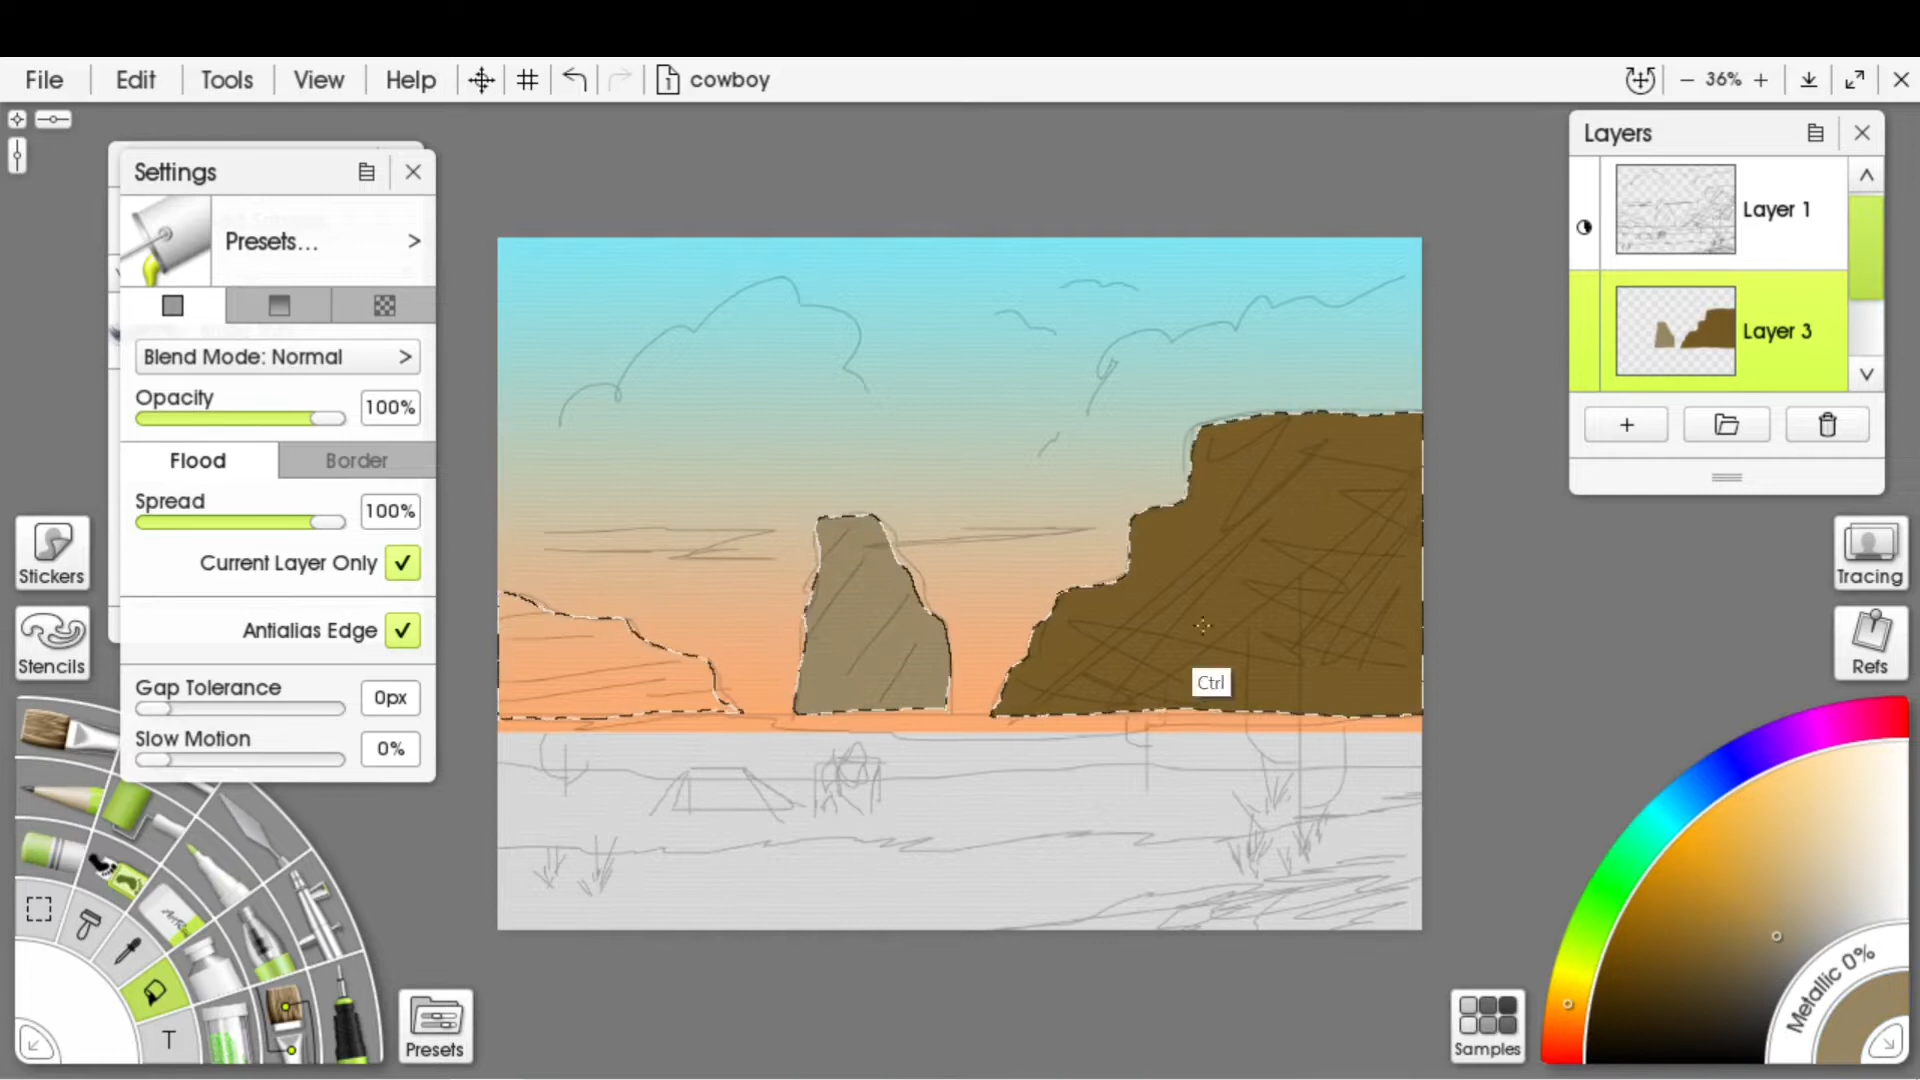 File Edit Tools View Help 1 cowboy − 36% +
Settings
Presets... >
Blend Mode: Normal >
Opacity 100%
Flood Border
Spread 100%
Current Layer Only
Antialias Edge
Gap Tolerance 0px
Slow Motion 0%
Stickers
Stencils
T
Presets
Ctrl
Layers
Layer 1
Layer 3
+
Tracing
Refs
Metallic 0%
Samples